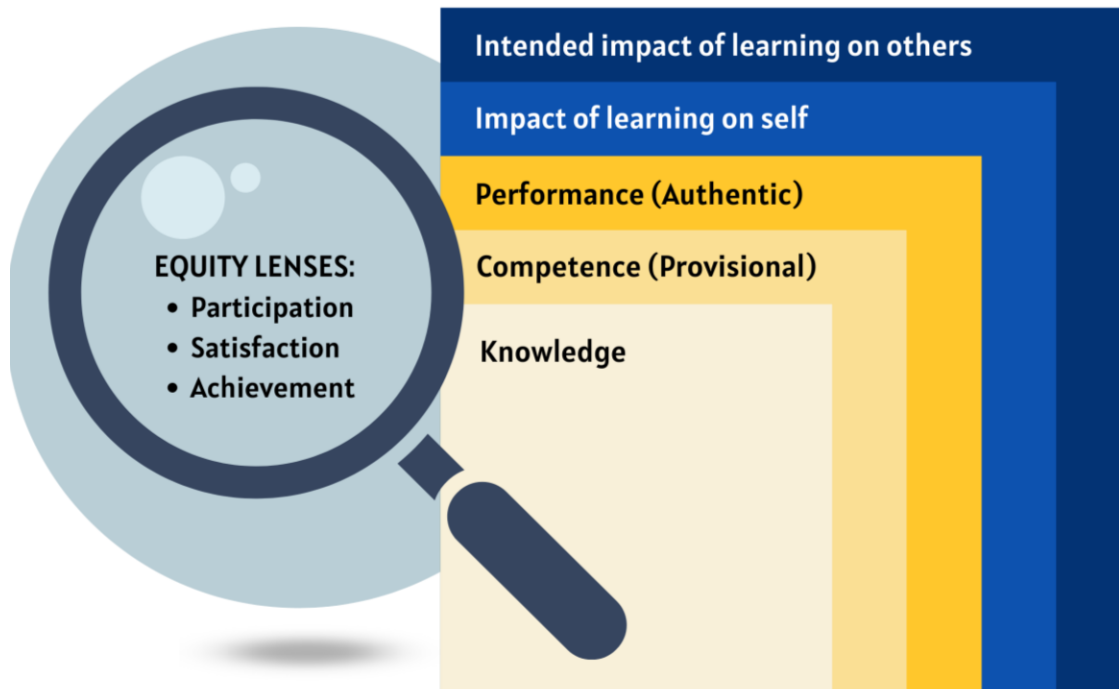 EQUITY LENSES:
• Participation
• Satisfaction
• Achievement
Intended impact of learning on others
Impact of learning on self
Performance (Authentic)
Competence (Provisional)
Knowledge